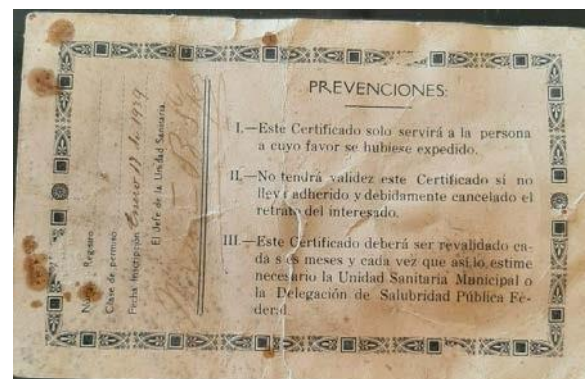 PREVENCIONES:
I.—Este Certificado solo servirá a la persona
a cuyo favor se hubiese expedido.
II.—No tendrá validez este Certificado si no
lleva adherido y debidamente cancelado el
retrato del interesado.
III.—Este Certificado deberá ser revalidado ca-
da seis meses y cada vez que así lo estime
necesario la Unidad Sanitaria Municipal o
la Delegación de Salubridad Pública Fe-
deral.
Registro
Clase de permiso
Fecha Inscripción Enero 17 de 1939
El Jefe de la Unidad Sanitaria.